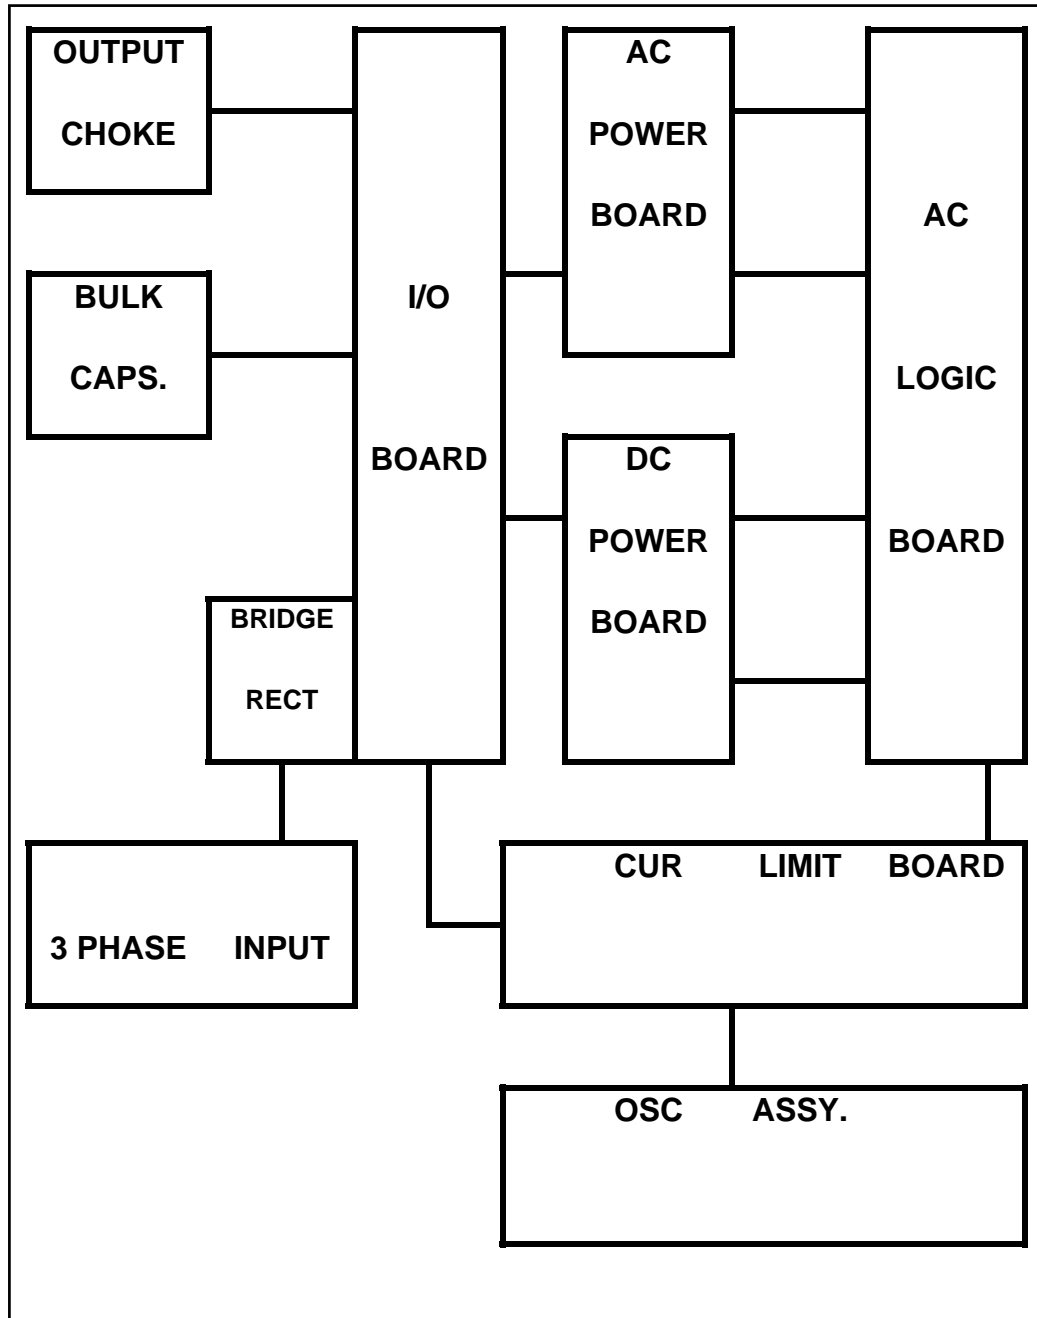 OUTPUT
CHOKE
BULK
CAPS.
I/O
BOARD
BRIDGE
RECT
3 PHASE INPUT
AC
POWER
BOARD
DC
POWER
BOARD
AC
LOGIC
BOARD
CUR LIMIT BOARD
OSC ASSY.